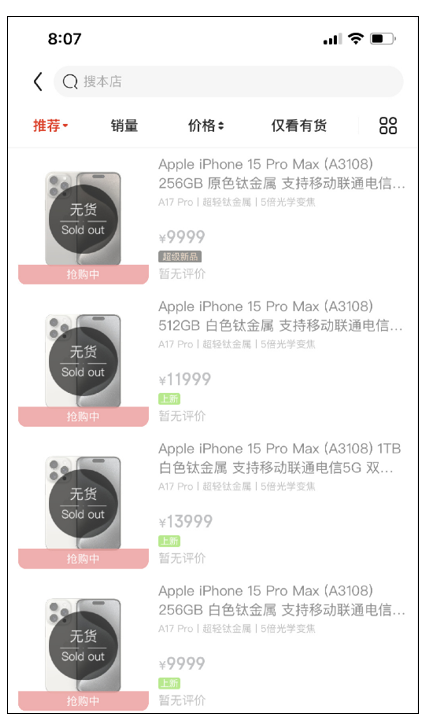 8:07
搜本店
推荐 销量 价格 仅看有货
Apple iPhone 15 Pro Max (A3108)
256GB 原色钛金属 支持移动联通电信...
A17 Pro | 超轻钛金属 | 5倍光学变焦
无货
Sold out
¥9999
超级新品
抢购中
暂无评价
Apple iPhone 15 Pro Max (A3108)
512GB 白色钛金属 支持移动联通电信...
A17 Pro | 超轻钛金属 | 5倍光学变焦
无货
Sold out
¥11999
上新
抢购中
暂无评价
Apple iPhone 15 Pro Max (A3108) 1TB
白色钛金属 支持移动联通电信5G 双...
A17 Pro | 超轻钛金属 | 5倍光学变焦
无货
Sold out
¥13999
上新
抢购中
暂无评价
Apple iPhone 15 Pro Max (A3108)
256GB 白色钛金属 支持移动联通电信...
A17 Pro | 超轻钛金属 | 5倍光学变焦
无货
Sold out
¥9999
上新
抢购中
暂无评价